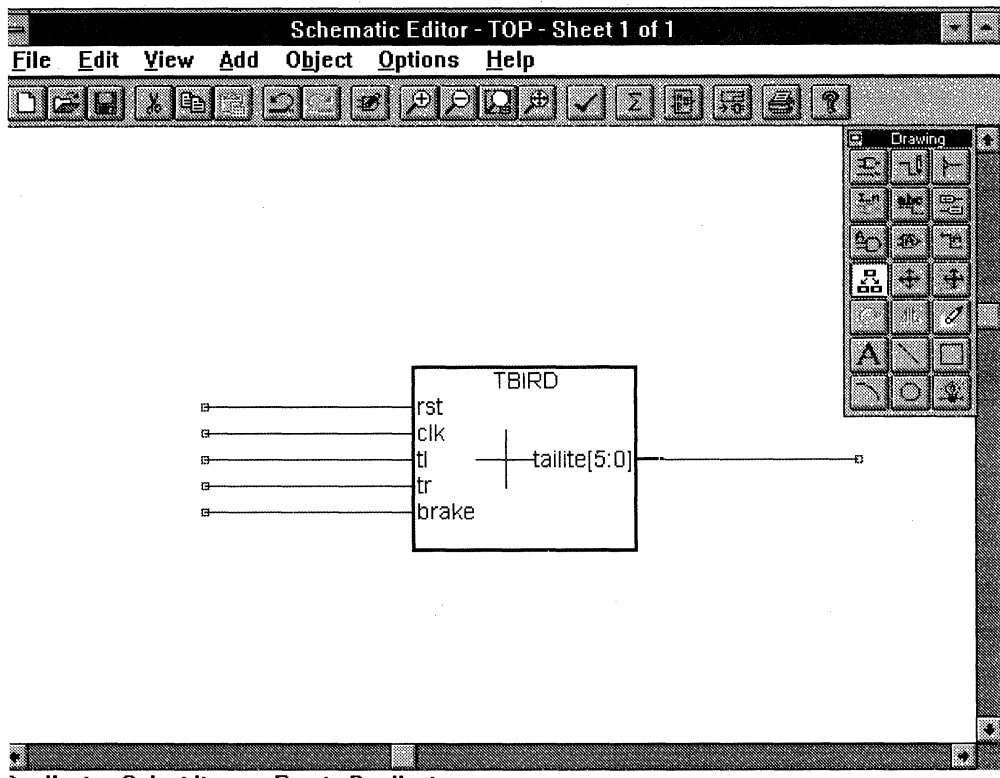 Schematic Editor - TOP - Sheet 1 of 1
File Edit View Add Object Options Help
Drawing
abc
A
TBIRD
rst
clk
tl
tailite[5:0]
tr
brake